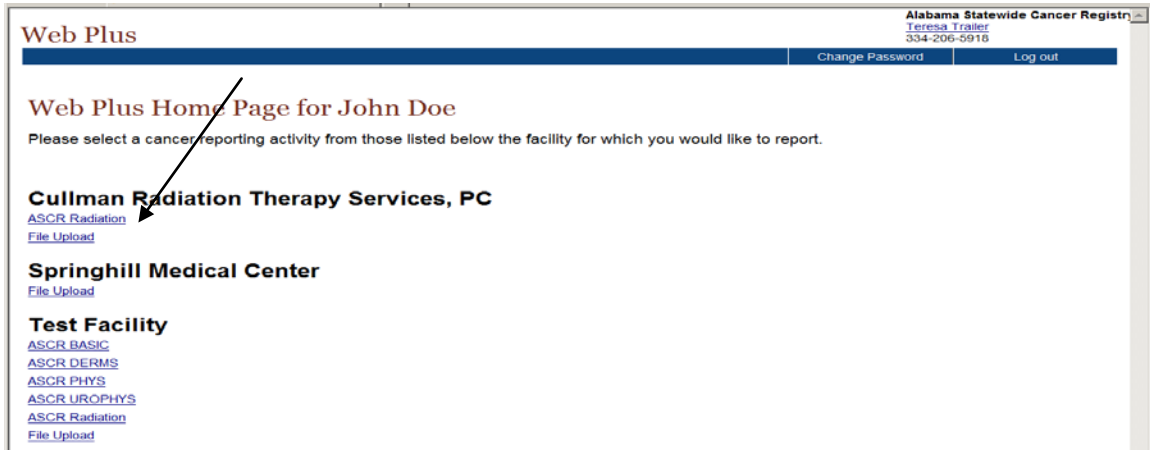 Alabama Statewide Cancer Registry
Web Plus
Teresa Trailer
334-206-5918
Change Password Log out
Web Plus Home Page for John Doe
Please select a cancer reporting activity from those listed below the facility for which you would like to report.
Cullman Radiation Therapy Services, PC
ASCR Radiation
File Upload
Springhill Medical Center
File Upload
Test Facility
ASCR BASIC
ASCR DERMS
ASCR PHYS
ASCR UROPHYS
ASCR Radiation
File Upload